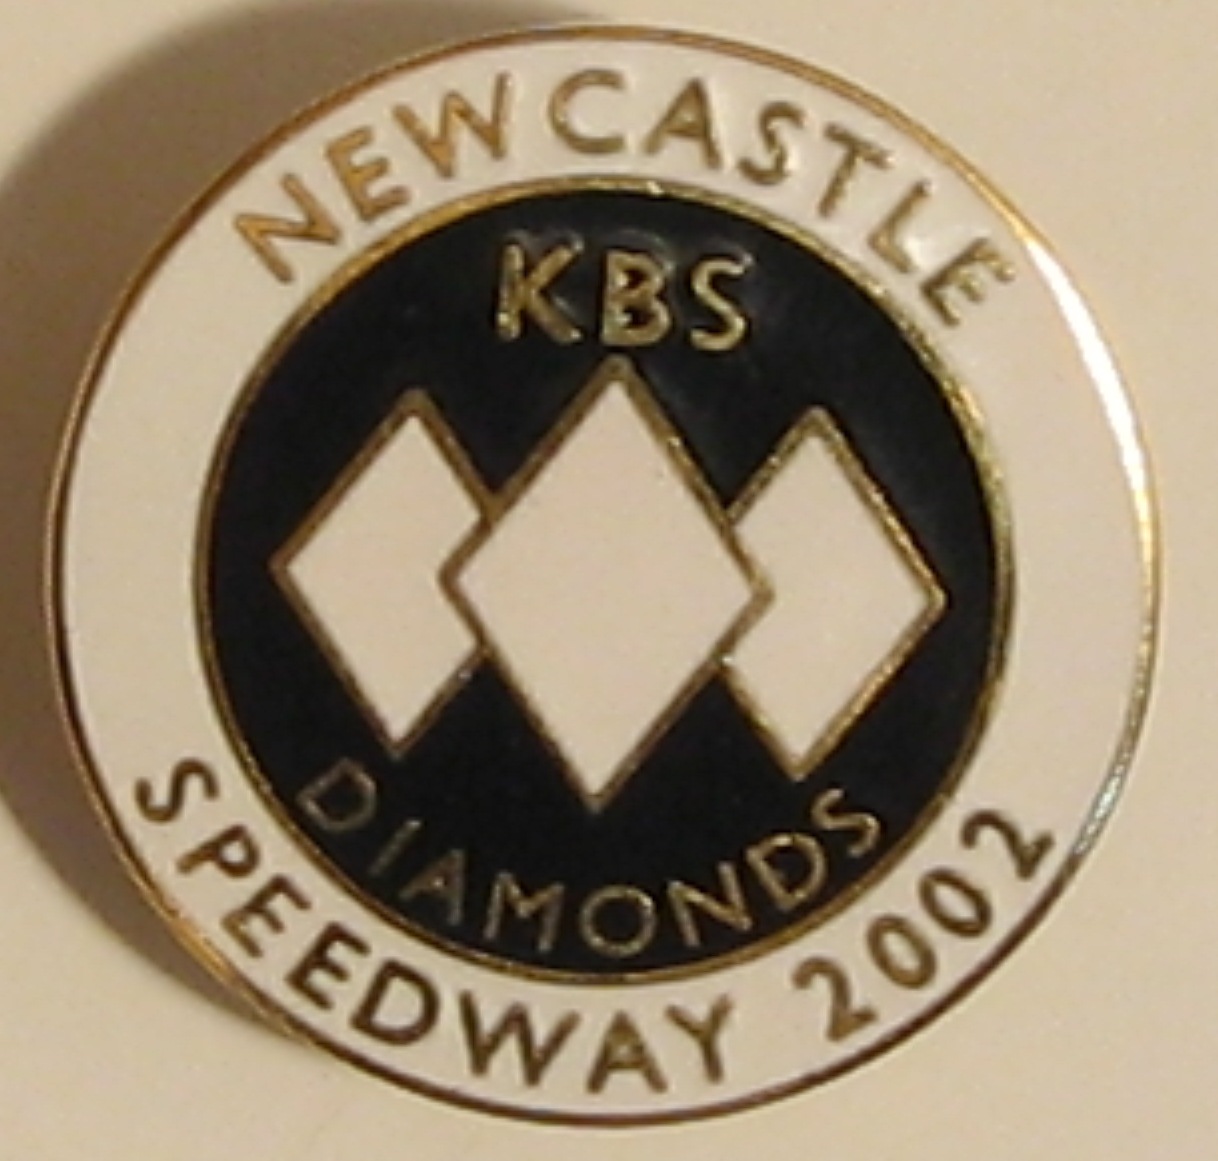 NEWCASTLE
KBS
DIAMONDS
SPEEDWAY 2002